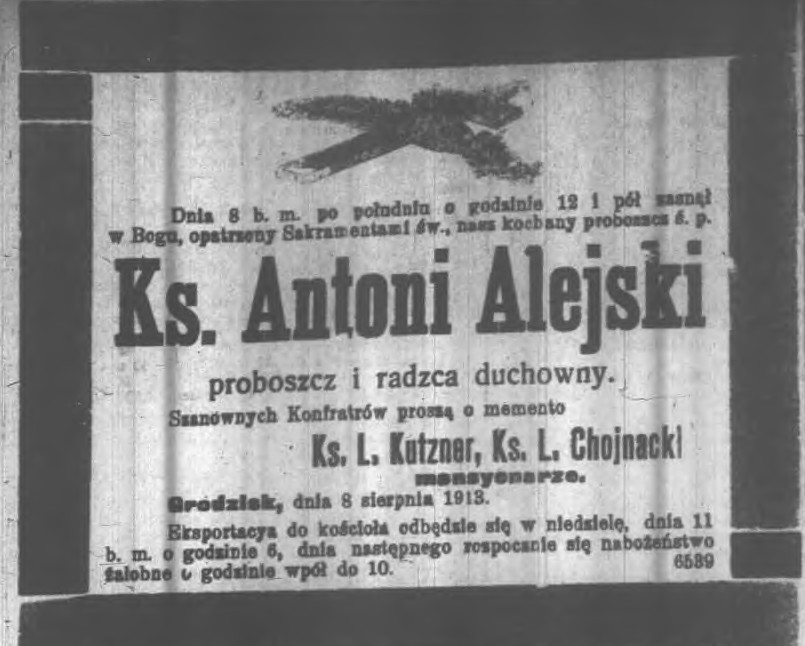 Dnia 8 b. m. po południu o godzinie 12 i pół zasnął
w Bogu, opatrzony Sakramentami św., nasz kochany proboszcz ś. p.
Ks. Antoni Alejski
proboszcz i radzca duchowny.
Szanownych Konfratrów proszą o memento
Ks. L. Kutzner, Ks. L. Chojnacki
mansyonarze.
Grodzisk, dnia 8 sierpnia 1913.
Eksportacya do kościoła odbędzie się w niedzielę, dnia 11
b. m. o godzinie 6, dnia następnego rozpocznie się nabożeństwo
żałobne o godzinie wpół do 10. 6539